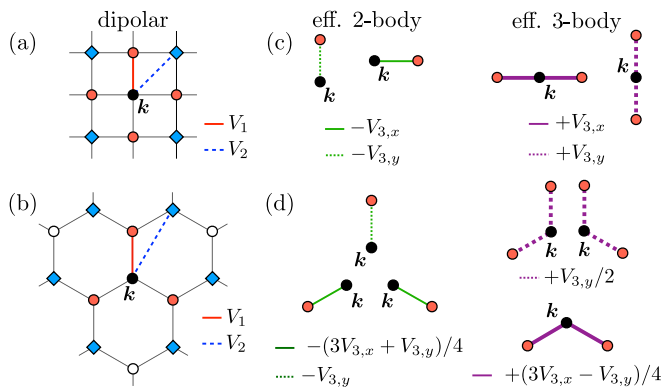 dipolar
eff. 2-body
eff. 3-body
(a)
k
V₁
V₂
(c)
k
k
−V₃,ₓ
−V₃,ᵧ
k
k
+V₃,ₓ
+V₃,ᵧ
(b)
k
V₁
V₂
(d)
k
k
k
−(3V₃,ₓ + V₃,ᵧ)/4
−V₃,ᵧ
k
k
+V₃,ᵧ/2
k
+(3V₃,ₓ − V₃,ᵧ)/4